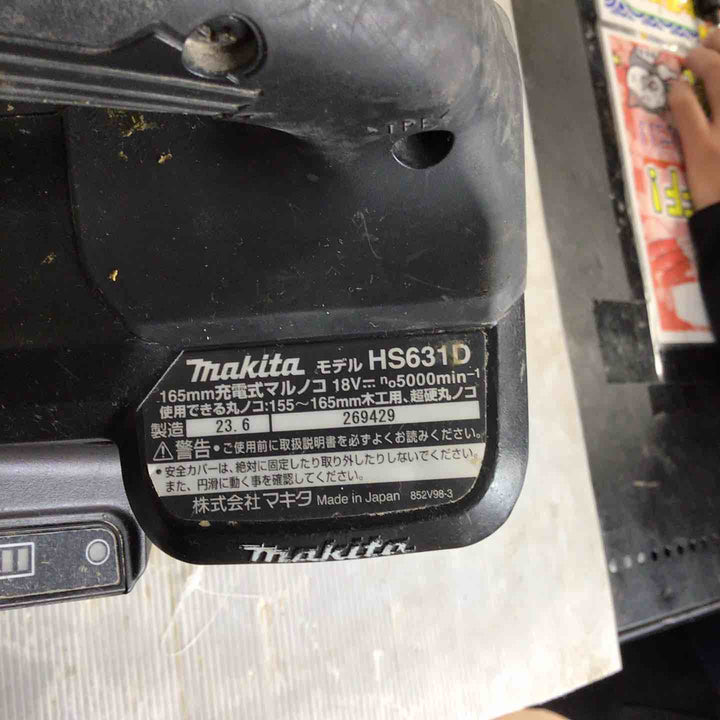 makita モデル HS631D
165mm充電式マルノコ 18V⎓ n₀5000min⁻¹
使用できる丸ノコ:155～165mm木工用、超硬丸ノコ
製造 23.6 269429
⚠警告・ご使用前に取扱説明書を必ずよくお読みください。
・安全カバーは、絶対に固定したり取り外したりしないでください。
また、円滑に動く事を確認してください。
株式会社マキタ Made in Japan 852V98-3
makita